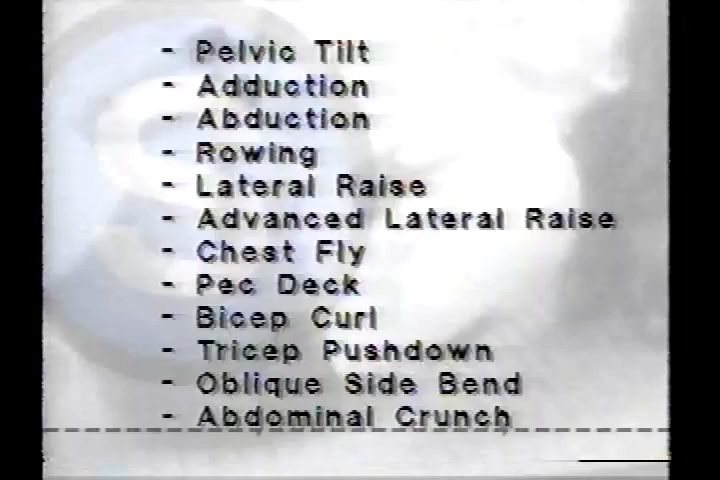 - Pelvic Tilt
- Adduction
- Abduction
- Rowing
- Lateral Raise
- Advanced Lateral Raise
- Chest Fly
- Pec Deck
- Bicep Curl
- Tricep Pushdown
- Oblique Side Bend
- Abdominal Crunch